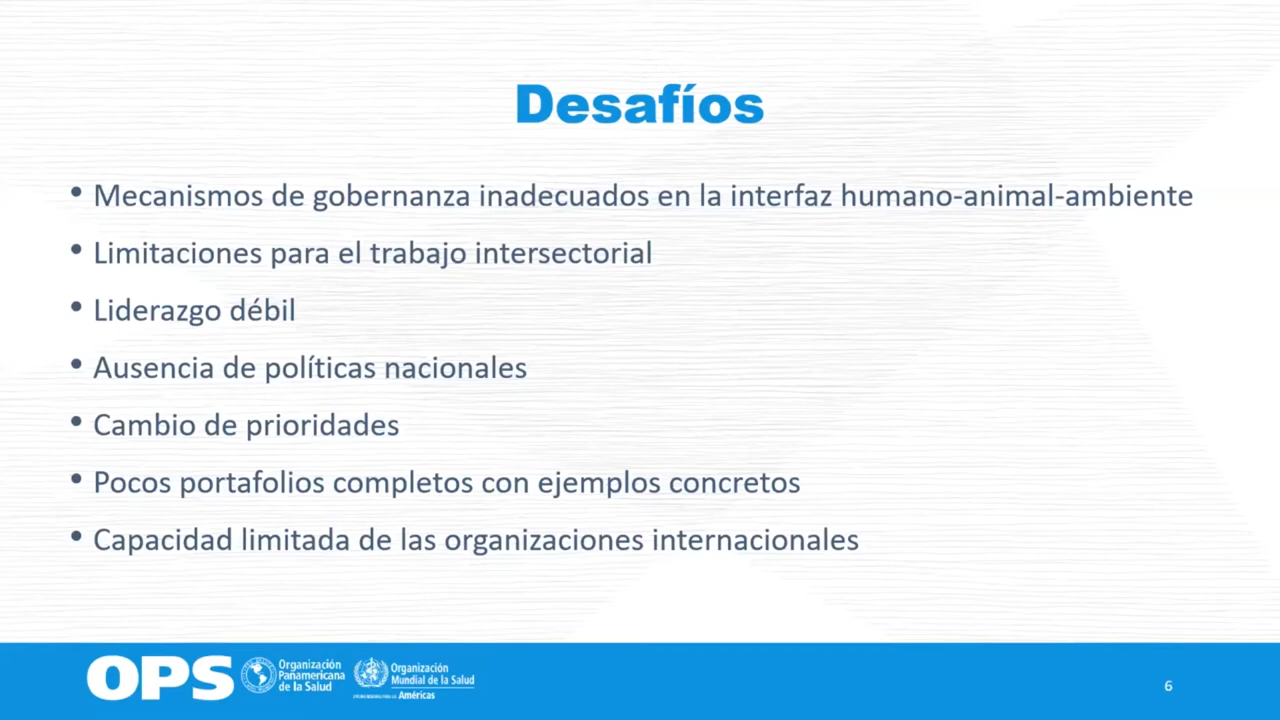 Desafíos
• Mecanismos de gobernanza inadecuados en la interfaz humano-animal-ambiente
• Limitaciones para el trabajo intersectorial
• Liderazgo débil
• Ausencia de políticas nacionales
• Cambio de prioridades
• Pocos portafolios completos con ejemplos concretos
• Capacidad limitada de las organizaciones internacionales
OPS
Organización
Panamericana
de la Salud
Organización
Mundial de la Salud
Américas
6